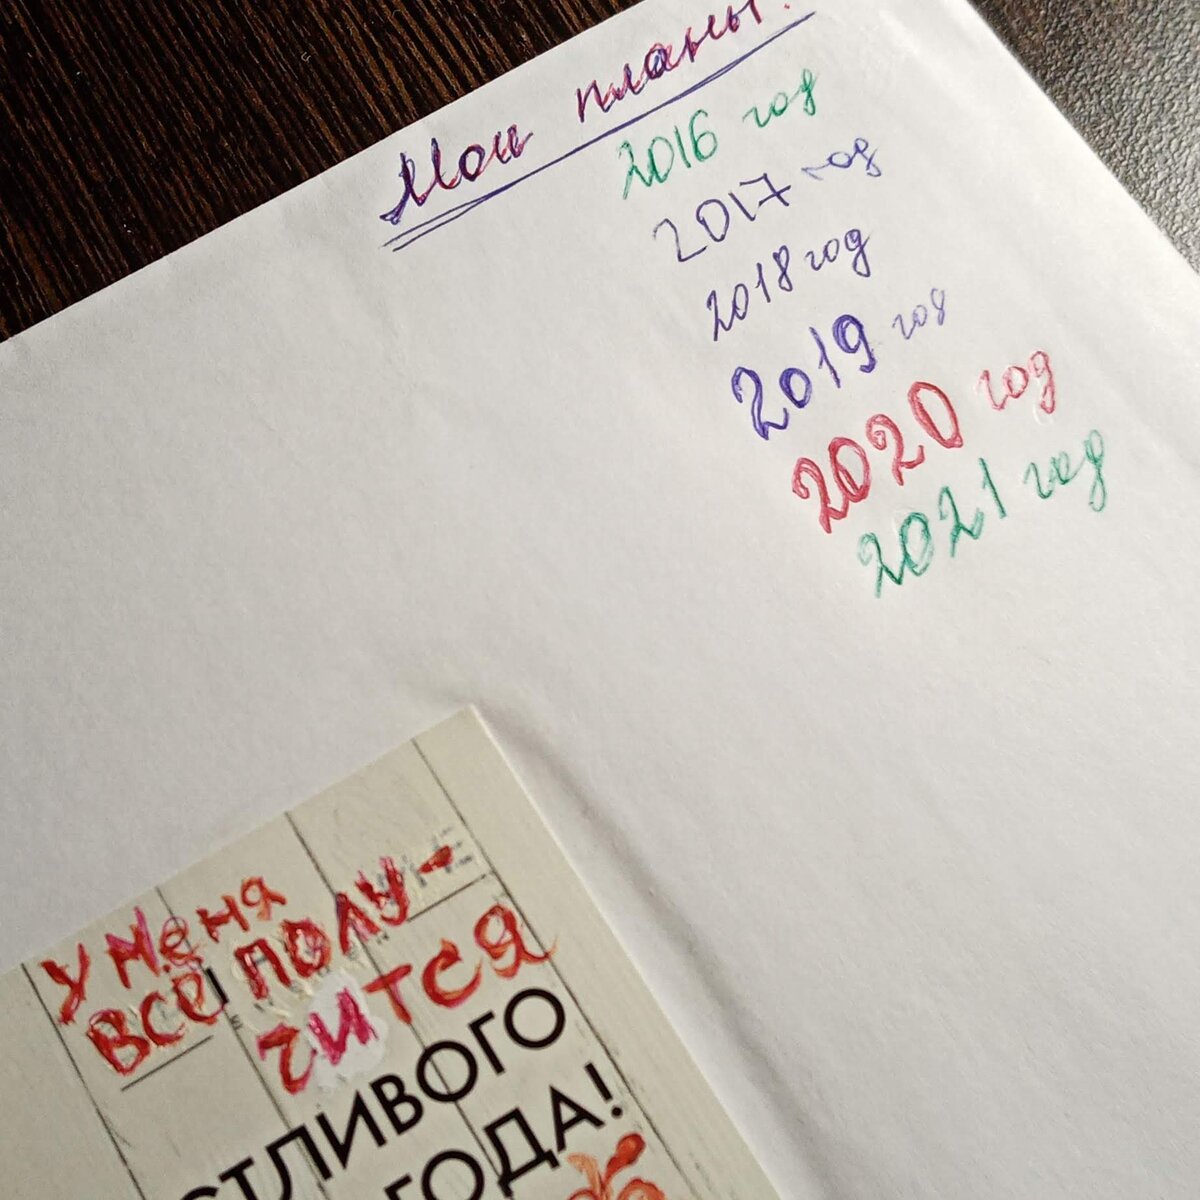 Мои планы:
2016 год
2017 год
2018 год
2019 год
2020 год
2021 год
у меня
всё полу-
чится
стливого
года!